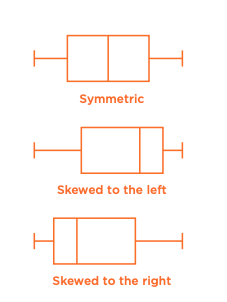 Symmetric
Skewed to the left
Skewed to the right